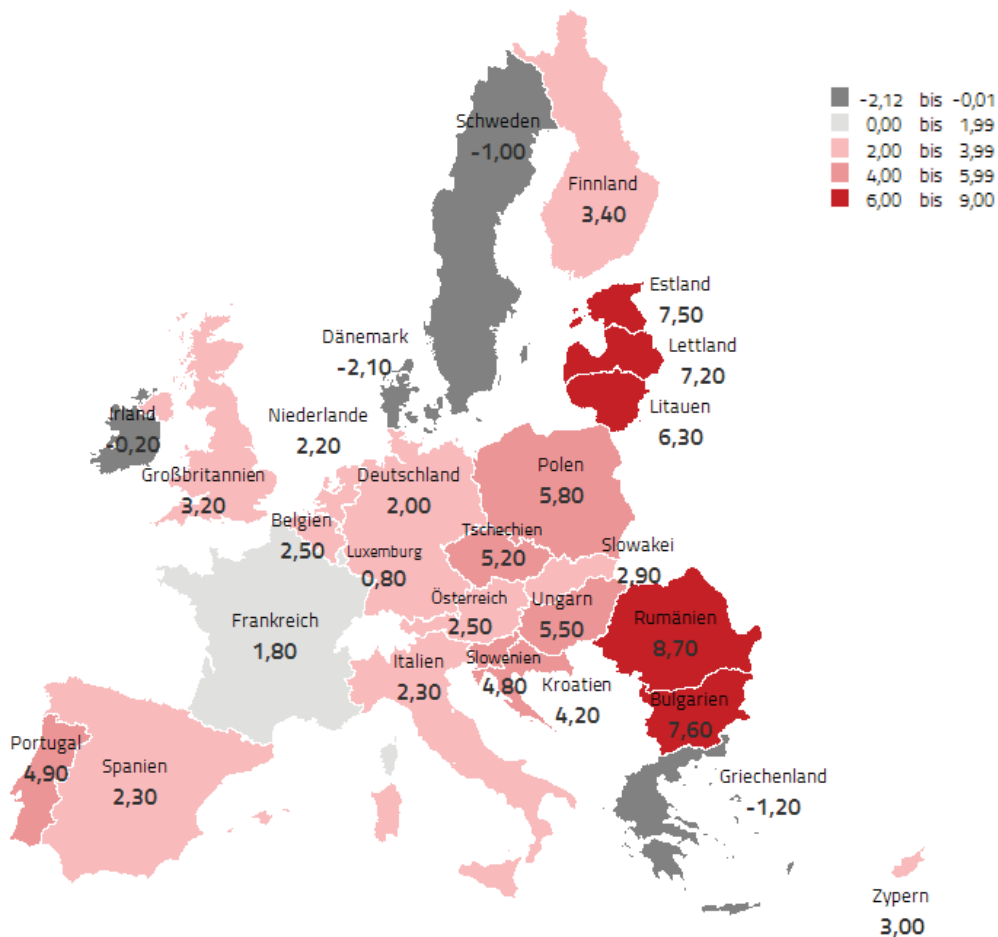 -2,12 bis -0,01
0,00 bis 1,99
2,00 bis 3,99
4,00 bis 5,99
6,00 bis 9,00
Schweden
-1,00
Finnland
3,40
Estland
7,50
Lettland
7,20
Litauen
6,30
Dänemark
-2,10
Irland
-0,20
Niederlande
2,20
Großbritannien
3,20
Deutschland
2,00
Polen
5,80
Belgien
2,50
Luxemburg
0,80
Tschechien
5,20
Slowakei
2,90
Österreich
2,50
Ungarn
5,50
Frankreich
1,80
Rumänien
8,70
Italien
2,30
Slowenien
4,80
Kroatien
4,20
Bulgarien
7,60
Portugal
4,90
Spanien
2,30
Griechenland
-1,20
Zypern
3,00